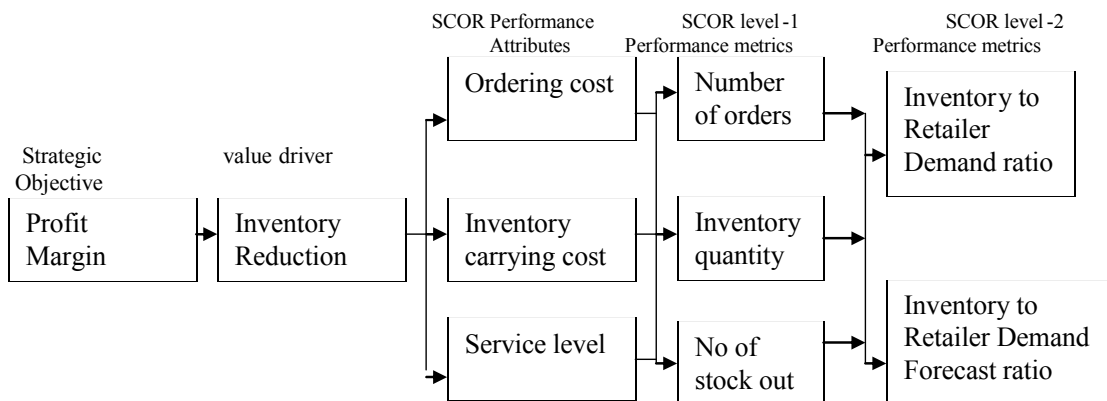 SCOR Performance
Attributes
SCOR level-1
Performance metrics
SCOR level-2
Performance metrics
Strategic
Objective
value driver
Profit
Margin
Inventory
Reduction
Ordering cost
Inventory
carrying cost
Service level
Number
of orders
Inventory
quantity
No of
stock out
Inventory to
Retailer
Demand ratio
Inventory to
Retailer Demand
Forecast ratio